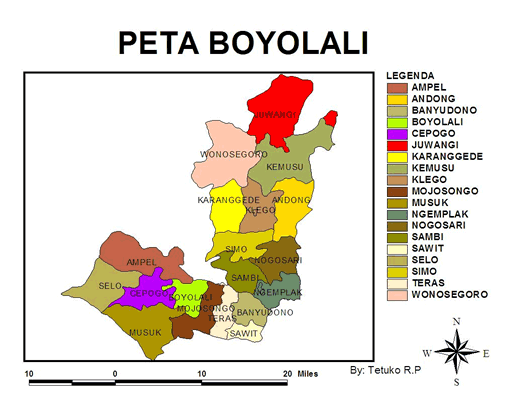 PETA BOYOLALI
LEGENDA
AMPEL
ANDONG
BANYUDONO
BOYOLALI
CEPOGO
JUWANGI
KARANGGEDE
KEMUSU
KLEGO
MOJOSONGO
MUSUK
NGEMPLAK
NOGOSARI
SAMBI
SAWIT
SELO
SIMO
TERAS
WONOSEGORO
JUWANGI
WONOSEGORO
KEMUSU
KARANGGEDE
ANDONG
KLEGO
SIMO
NOGOSARI
AMPEL
SAMBI
SELO
CEPOGO
BOYOLALI
NGEMPLAK
MOJOSONGO
BANYUDONO
TERAS
MUSUK
SAWIT
N
W
E
S
By: Tetuko R.P
10 0 10 20 Miles